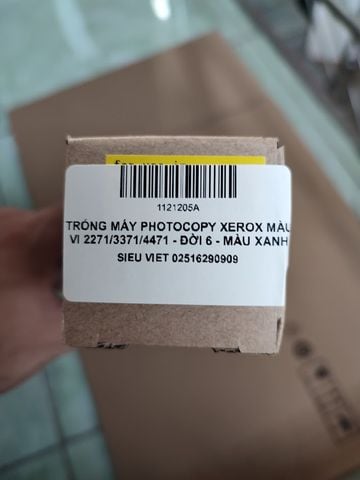 1121205A
TRỐNG MÁY PHOTOCOPY XEROX MÀU
VI 2271/3371/4471 - ĐỜI 6 - MÀU XANH
SIEU VIET 02516290909